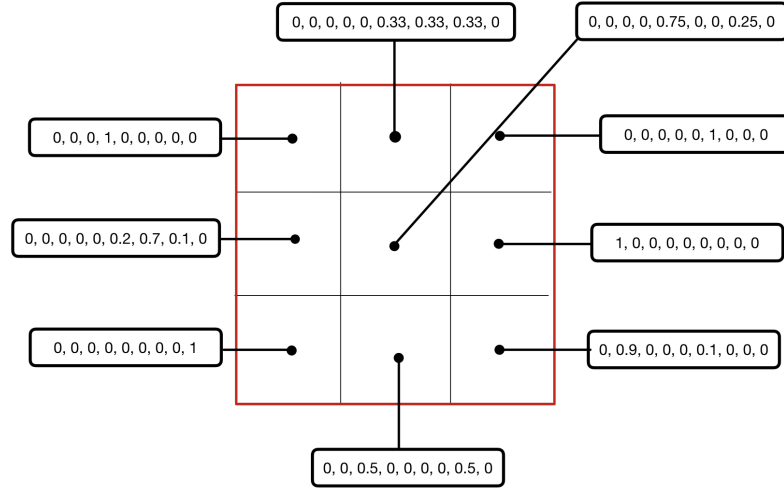 0, 0, 0, 0, 0, 0.33, 0.33, 0.33, 0
0, 0, 0, 0, 0.75, 0, 0, 0.25, 0
0, 0, 0, 1, 0, 0, 0, 0, 0
0, 0, 0, 0, 0, 1, 0, 0, 0
0, 0, 0, 0, 0, 0.2, 0.7, 0.1, 0
1, 0, 0, 0, 0, 0, 0, 0, 0
0, 0, 0, 0, 0, 0, 0, 0, 1
0, 0.9, 0, 0, 0, 0.1, 0, 0, 0
0, 0, 0.5, 0, 0, 0, 0, 0.5, 0